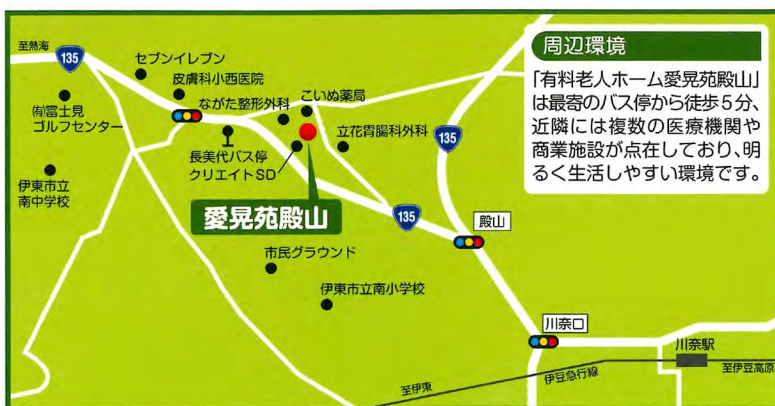 至熱海
135
セブンイレブン
皮膚科小西医院
ながた整形外科
こいぬ薬局
㈲富士見
ゴルフセンター
長美代バス停
クリエイトSD
立花胃腸科外科
伊東市立
南中学校
愛晃苑殿山
135
135
殿山
市民グラウンド
伊東市立南小学校
川奈口
川奈駅
至伊東
伊豆急行線
至伊豆高原
周辺環境
「有料老人ホーム愛晃苑殿山」
は最寄のバス停から徒歩5分、
近隣には複数の医療機関や
商業施設が点在しており、明
るく生活しやすい環境です。